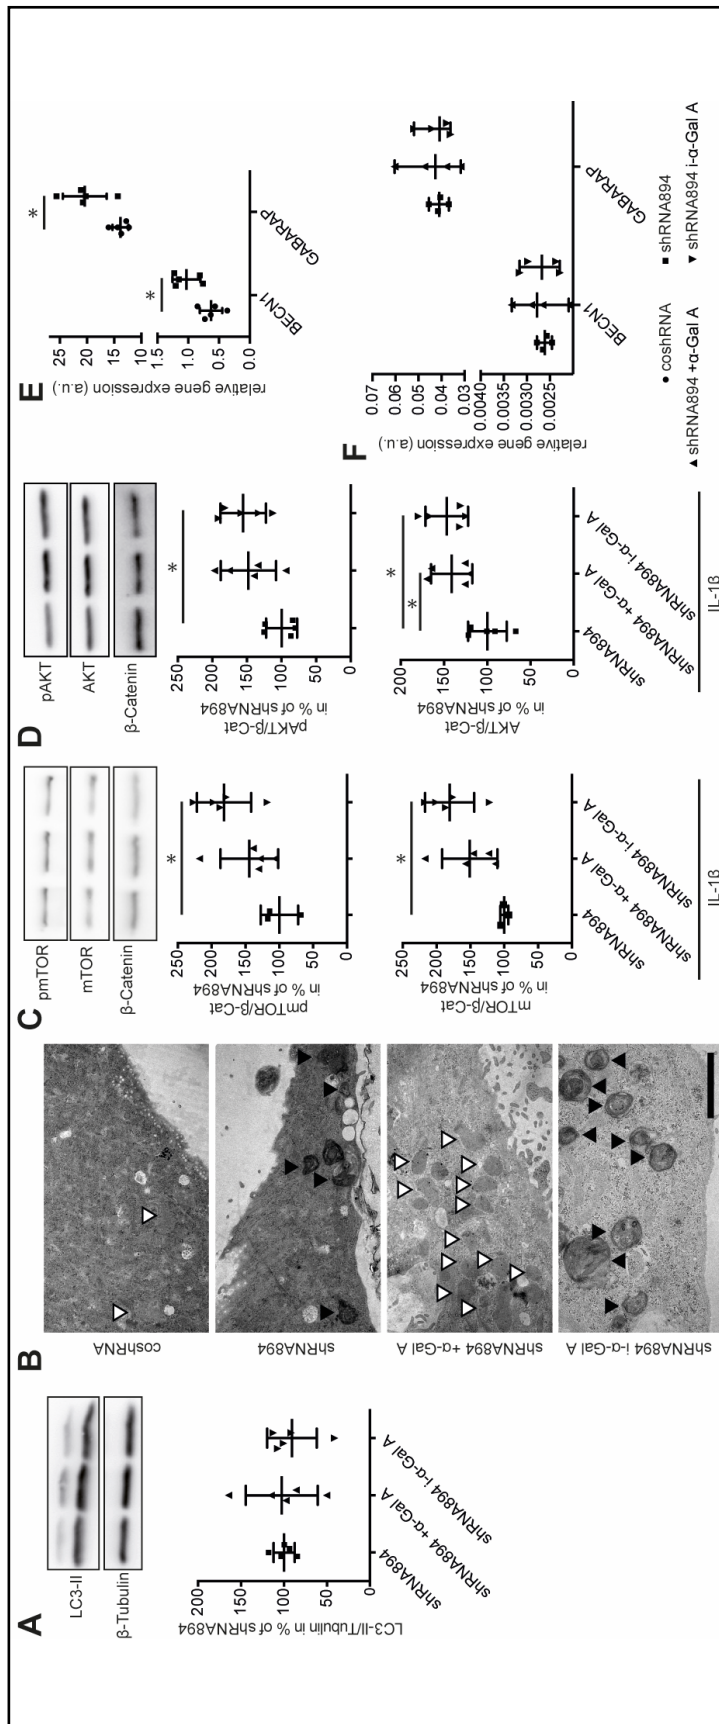 A
LC3-II
β-Tubulin
LC3-II/Tubulin in % of shRNA894
200
150
100
50
0
shRNA894
shRNA894 +α-Gal A
shRNA894 i-α-Gal A
B
coshRNA
shRNA894
shRNA894 +α-Gal A
shRNA894 i-α-Gal A
C
pmTOR
mTOR
β-Catenin
pmTOR/β-Cat
in % of shRNA894
250
200
150
100
50
0
*
mTOR/β-Cat
in % of shRNA894
250
200
150
100
50
0
*
shRNA894
shRNA894 + α-Gal A
shRNA894 i-α-Gal A
IL-1β
D
pAKT
AKT
β-Catenin
pAKT/β-Cat
in % of shRNA894
250
200
150
100
50
0
*
AKT/β-Cat
in % of shRNA894
200
150
100
50
0
*
*
shRNA894
shRNA894 + α-Gal A
shRNA894 i-α-Gal A
IL-1β
E
relative gene expression (a.u.)
25
20
15
10
1.5
1.0
0.5
0.0
*
*
BECN1
GABARAP
F
relative gene expression (a.u.)
0.07
0.06
0.05
0.04
0.03
0.0040
0.0035
0.0030
0.0025
BECN1
GABARAP
● coshRNA
■ shRNA894
▲ shRNA894 +α-Gal A
▼ shRNA894 i-α-Gal A